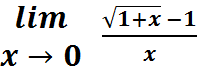 lim √1+x −1
x → 0 x